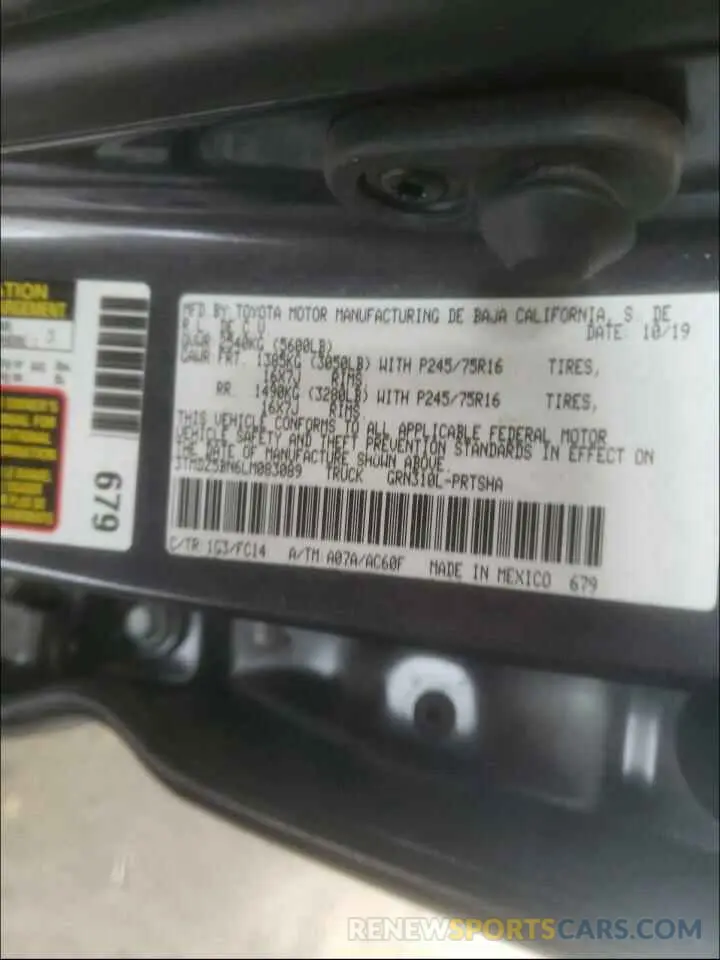 ATION
ARGEMENT
679
MFD BY TOYOTA MOTOR MANUFACTURING DE BAJA CALIFORNIA, S. DE
R.L. DE C.V.
DATE: 10/19
GVWR 2540KG (5600LB)
GAWR FRT. 1385KG (3050LB) WITH P245/75R16 TIRES,
16X7J RIMS
RR. 1490KG (3280LB) WITH P245/75R16 TIRES,
16X7J RIMS
THIS VEHICLE CONFORMS TO ALL APPLICABLE FEDERAL MOTOR
VEHICLE SAFETY AND THEFT PREVENTION STANDARDS IN EFFECT ON
THE DATE OF MANUFACTURE SHOWN ABOVE.
3TMDZ5BN6LM083089 TRUCK GRN310L-PRTSHA
C/TR 1G3/FC14 A/TM A07A/AC60F MADE IN MEXICO 679
RENEWSPORTSCARS.COM